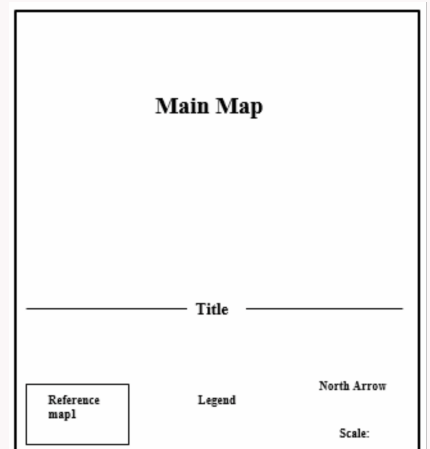 Main Map
Title
North Arrow
Reference
map1
Legend
Scale: